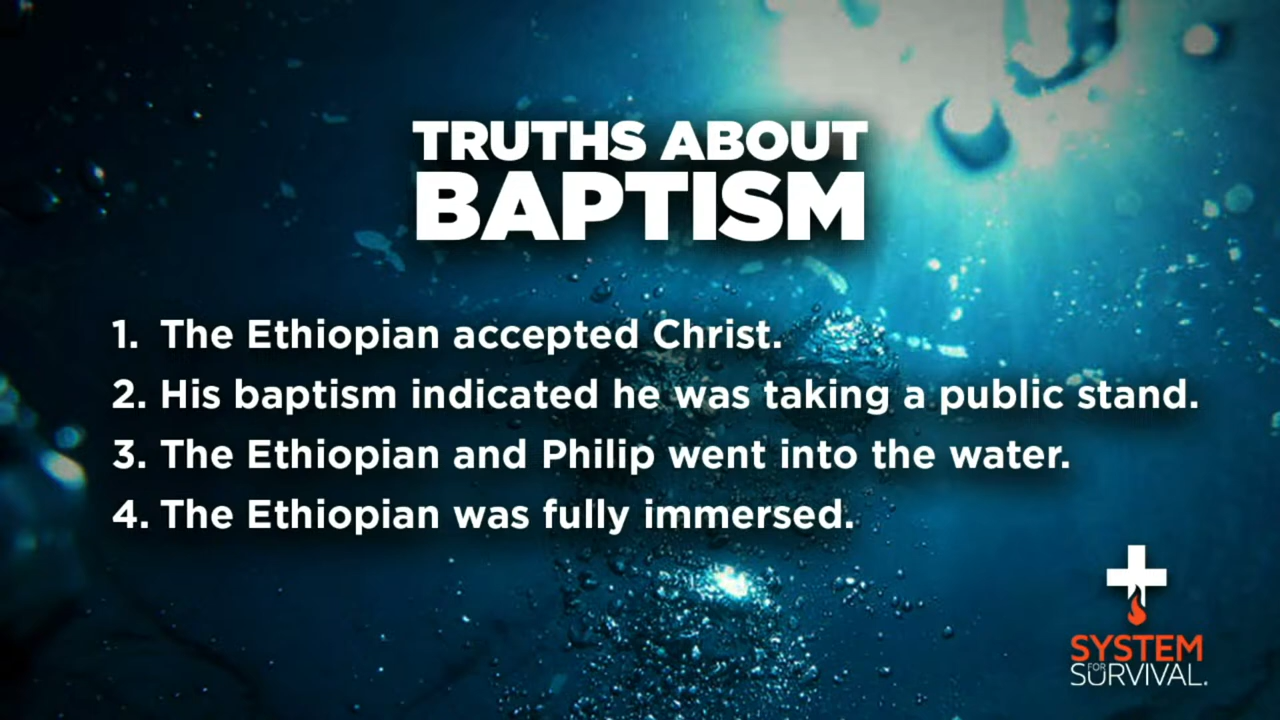 TRUTHS ABOUT
BAPTISM
1. The Ethiopian accepted Christ.
2. His baptism indicated he was taking a public stand.
3. The Ethiopian and Philip went into the water.
4. The Ethiopian was fully immersed.
SYSTEM
FOR
SURVIVAL.